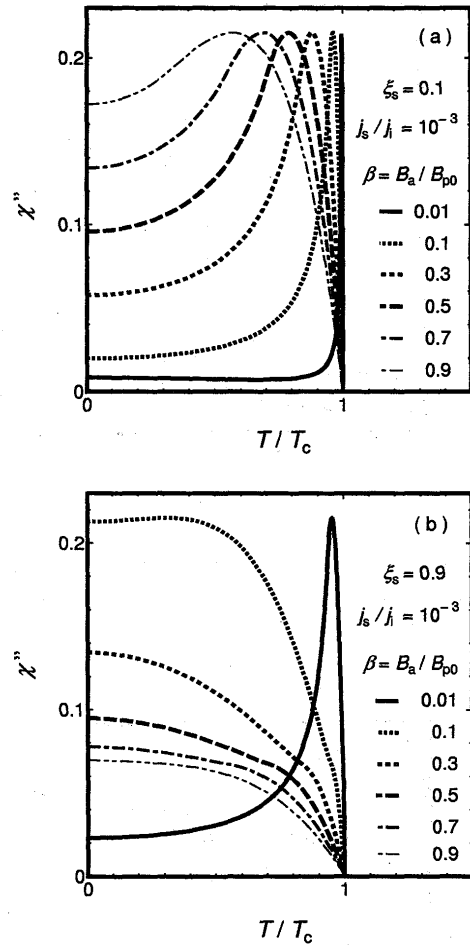 (a)
0.2
ξs = 0.1
js / ji = 10-3
β = Ba / Bp0
χ"
0.1
0.01
0.1
0.3
0.5
0.7
0.9
0
0
1
T / Tc
(b)
0.2
ξs = 0.9
js / ji = 10-3
β = Ba / Bp0
χ"
0.1
0.01
0.1
0.3
0.5
0.7
0.9
0
0
1
T / Tc